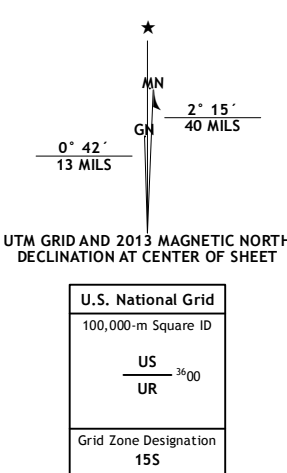 ★
MN
GN
0° 42´
13 MILS
2° 15´
40 MILS
UTM GRID AND 2013 MAGNETIC NORTH
DECLINATION AT CENTER OF SHEET
U.S. National Grid
100,000-m Square ID
US
3600
UR
Grid Zone Designation
15S